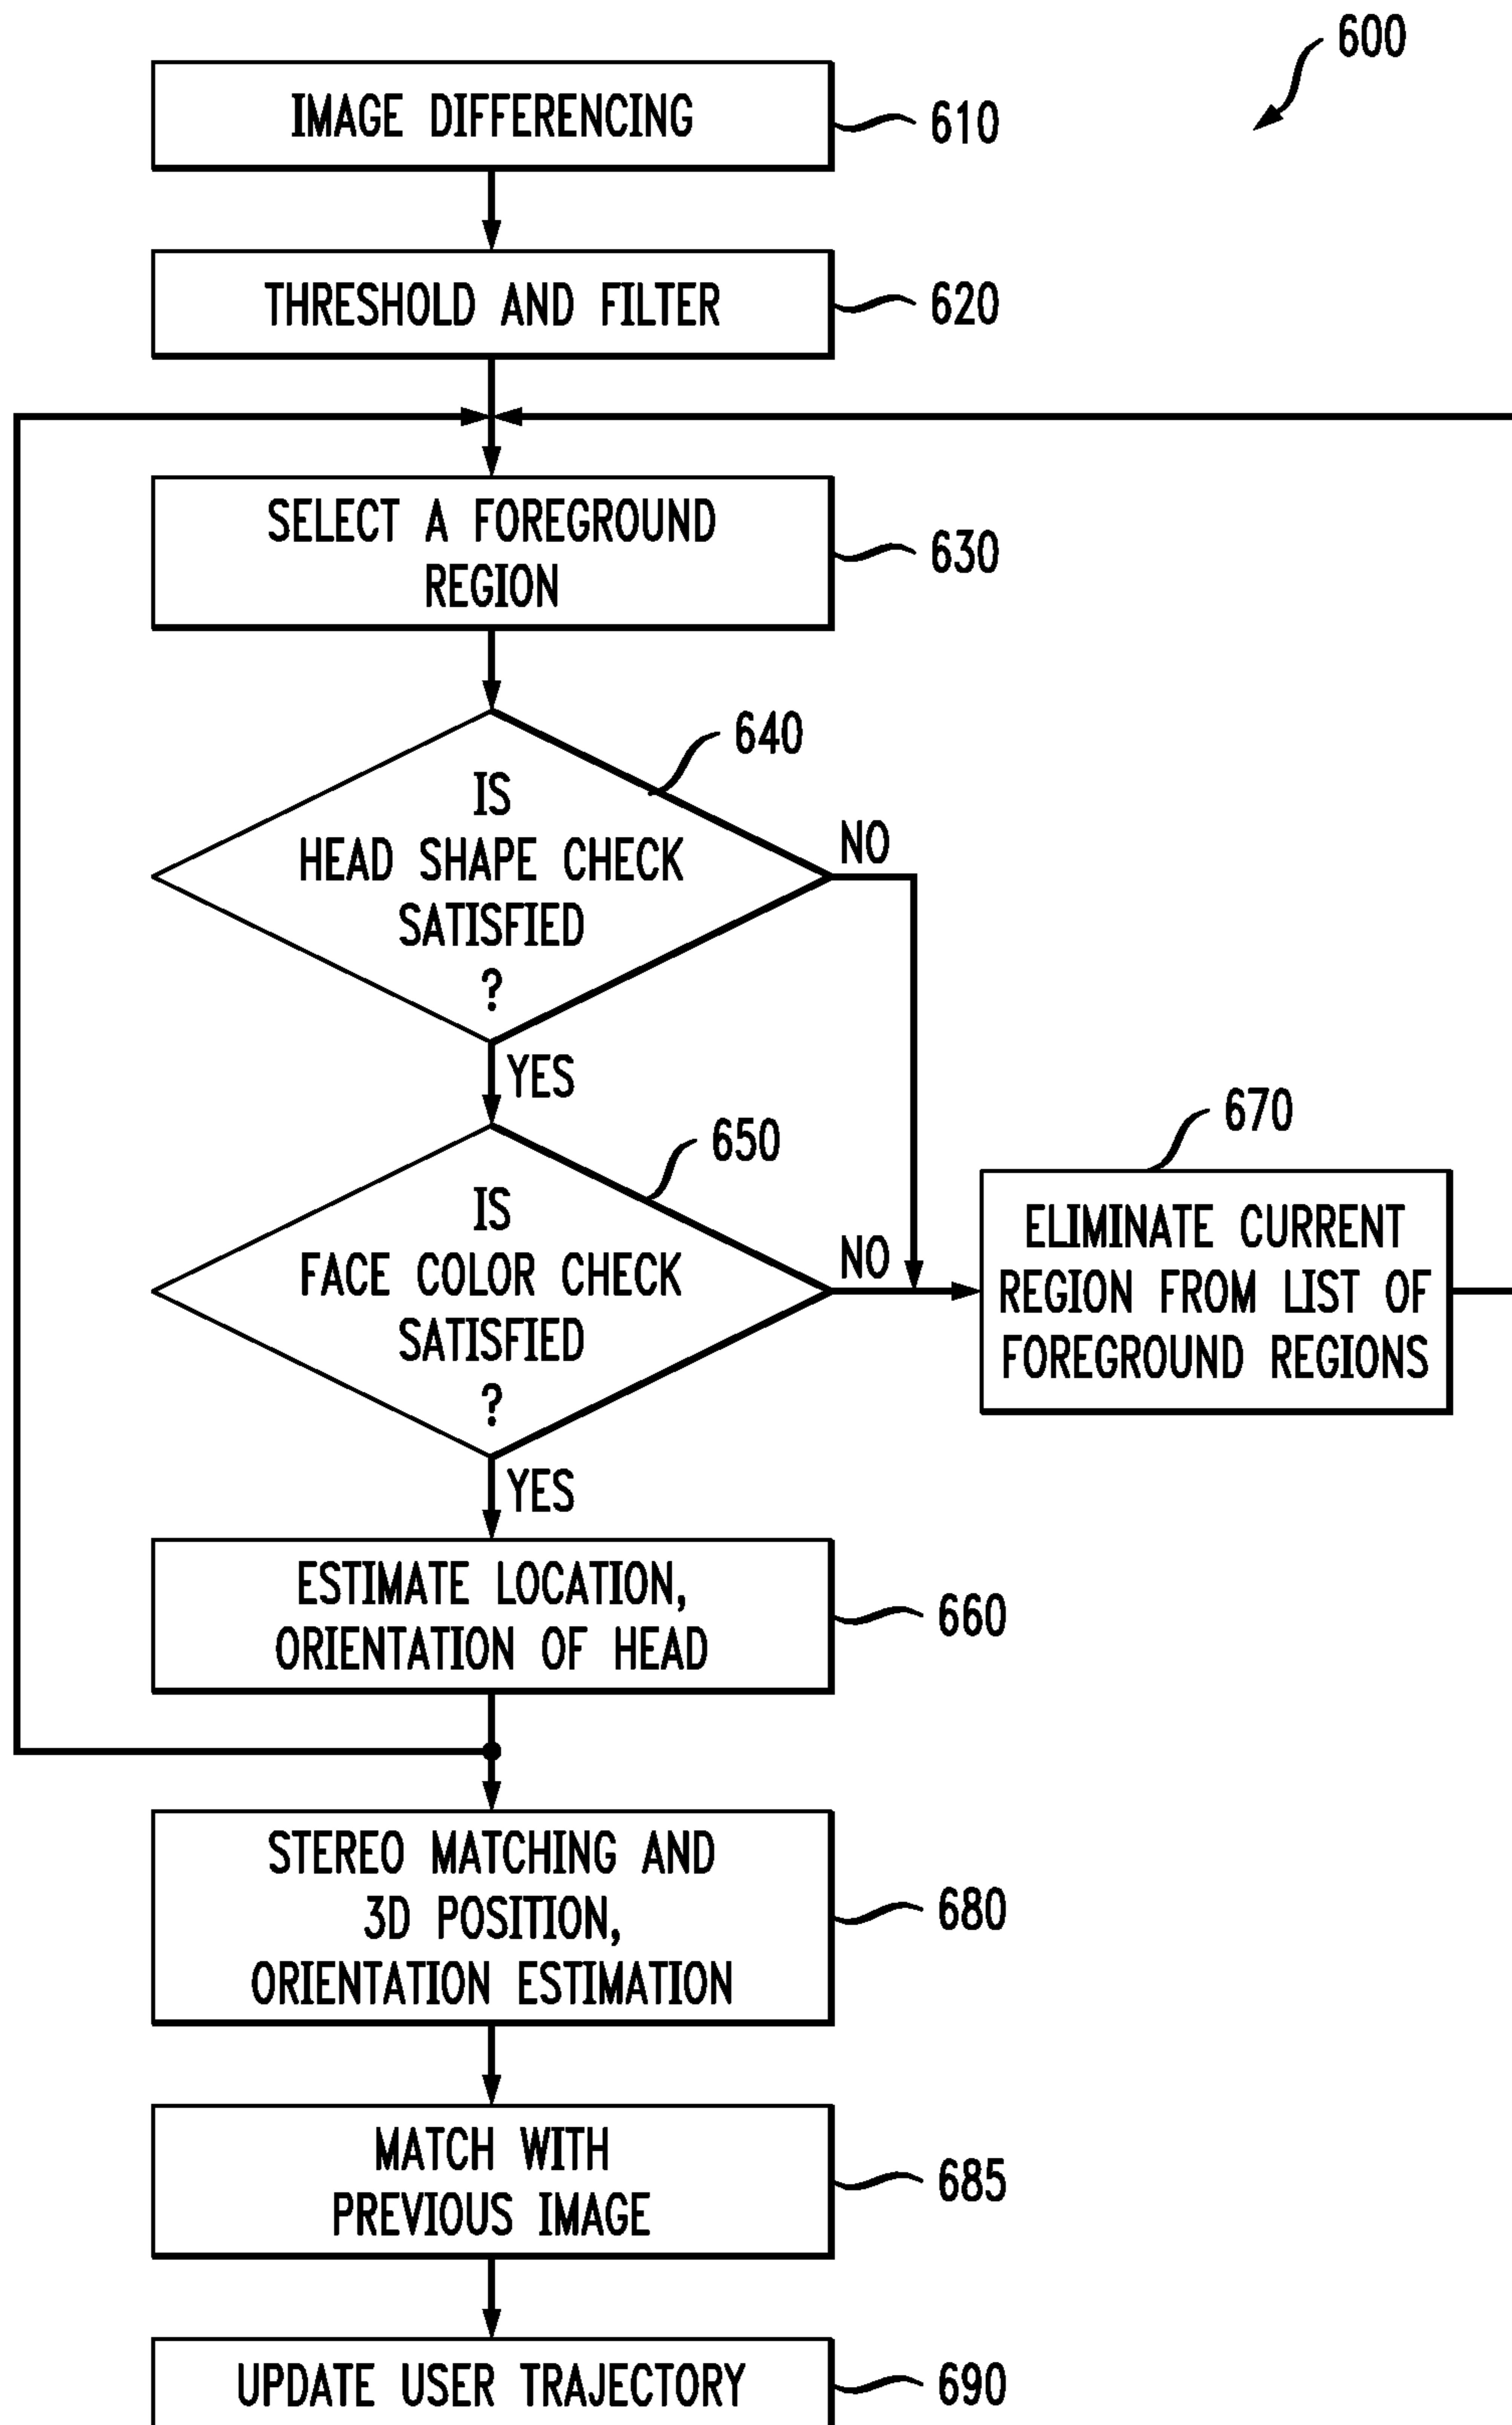 600
IMAGE DIFFERENCING
610
THRESHOLD AND FILTER
620
SELECT A FOREGROUND
REGION
630
640
IS
HEAD SHAPE CHECK
SATISFIED
?
NO
YES
650
IS
FACE COLOR CHECK
SATISFIED
?
NO
YES
670
ELIMINATE CURRENT
REGION FROM LIST OF
FOREGROUND REGIONS
ESTIMATE LOCATION,
ORIENTATION OF HEAD
660
STEREO MATCHING AND
3D POSITION,
ORIENTATION ESTIMATION
680
MATCH WITH
PREVIOUS IMAGE
685
UPDATE USER TRAJECTORY
690